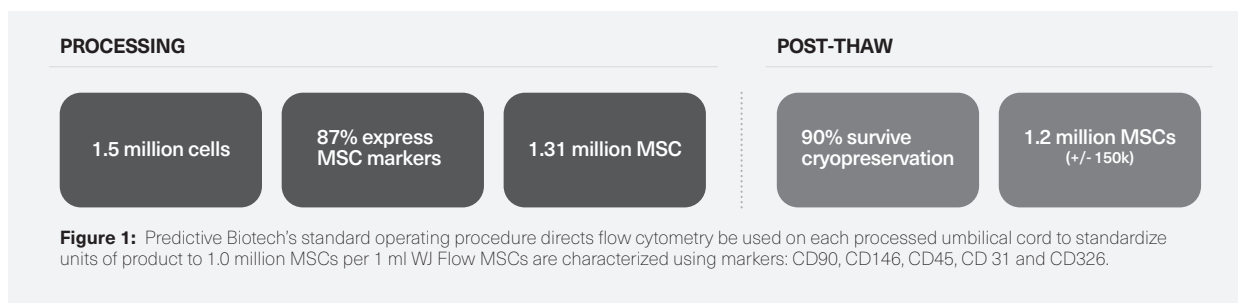 PROCESSING
POST-THAW
1.5 million cells
87% express
MSC markers
1.31 million MSC
90% survive
cryopreservation
1.2 million MSCs
(+/- 150k)
Figure 1: Predictive Biotech's standard operating procedure directs flow cytometry be used on each processed umbilical cord to standardize
units of product to 1.0 million MSCs per 1 ml WJ Flow MSCs are characterized using markers: CD90, CD146, CD45, CD 31 and CD326.